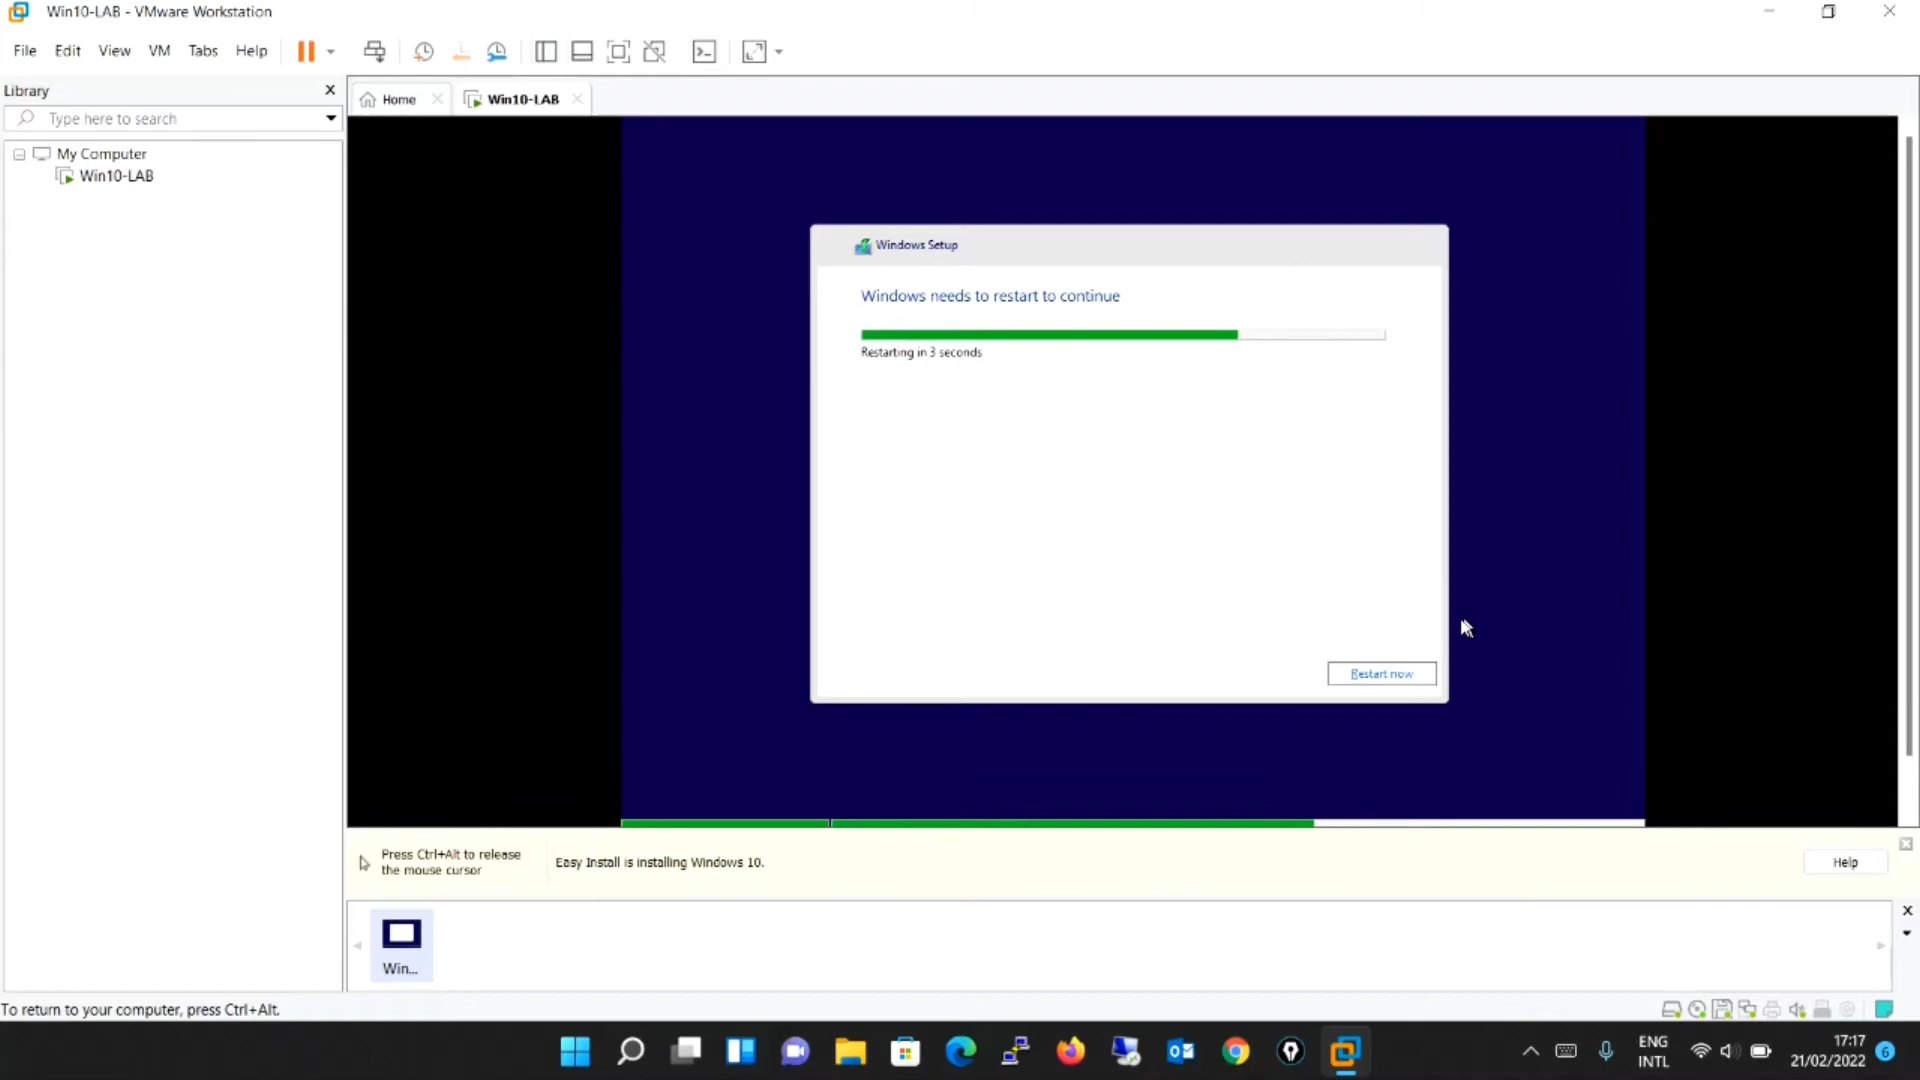 Win10-LAB - VMware Workstation
File Edit View VM Tabs Help
Library
Type here to search
My Computer
Win10-LAB
Home
Win10-LAB
Windows Setup
Windows needs to restart to continue
Restarting in 3 seconds
Restart now
Press Ctrl+Alt to release
the mouse cursor
Easy Install is installing Windows 10.
Help
Win...
To return to your computer, press Ctrl+Alt.
ENG
INTL
17:17
21/02/2022
6